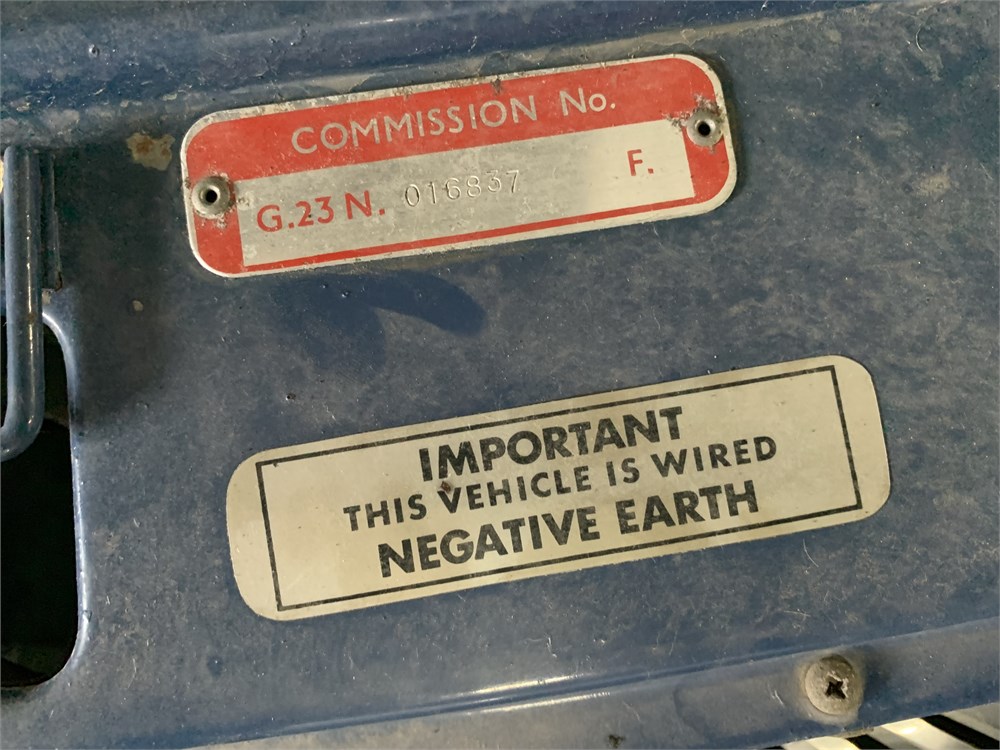 COMMISSION No.
G.23 N. 016837 F.
IMPORTANT
THIS VEHICLE IS WIRED
NEGATIVE EARTH